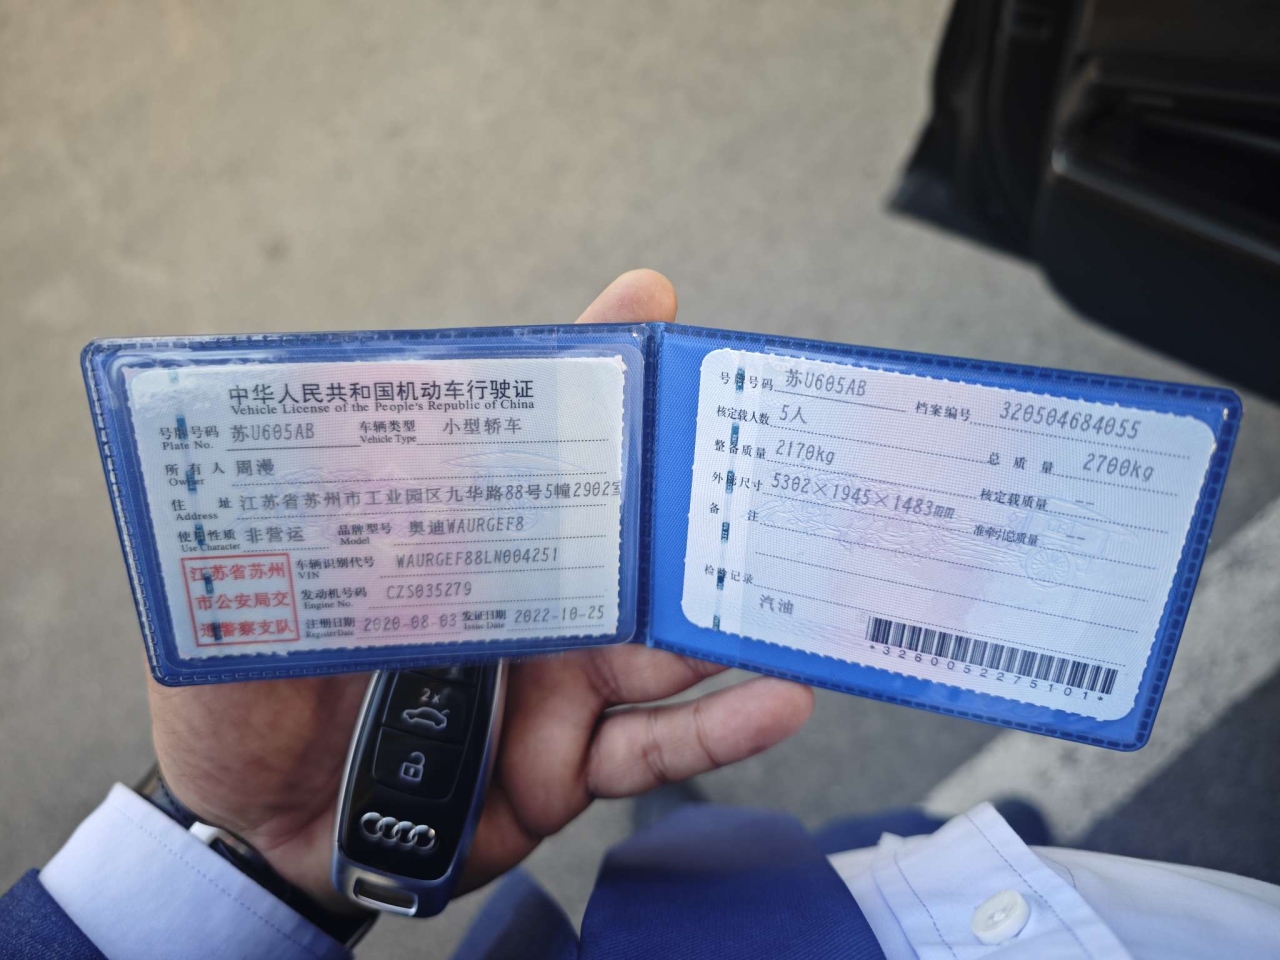 中华人民共和国机动车行驶证
Vehicle License of the People's Republic of China
号牌号码 苏U605AB 车辆类型 小型轿车
Plate No. Vehicle Type
所有人 周漫
Owner
住址 江苏省苏州市工业园区九华路88号5幢2902室
Address
使用性质 非营运 品牌型号 奥迪WAURGEF8
Use Character Model
江苏省苏州
市公安局交
通警察支队
车辆识别代号 WAURGEF88LN004251
VIN
发动机号码 CZS035279
Engine No.
注册日期 2020-08-03 发证日期 2022-10-25
Register Date Issue Date
号牌号码 苏U605AB 档案编号 320504684055
核定载人数 5人 总质量 2700kg
整备质量 2170kg 核定载质量 --
外廓尺寸 5302×1945×1483mm 准牵引总质量 --
备注
检验记录
汽油
*3260052275101*
2x